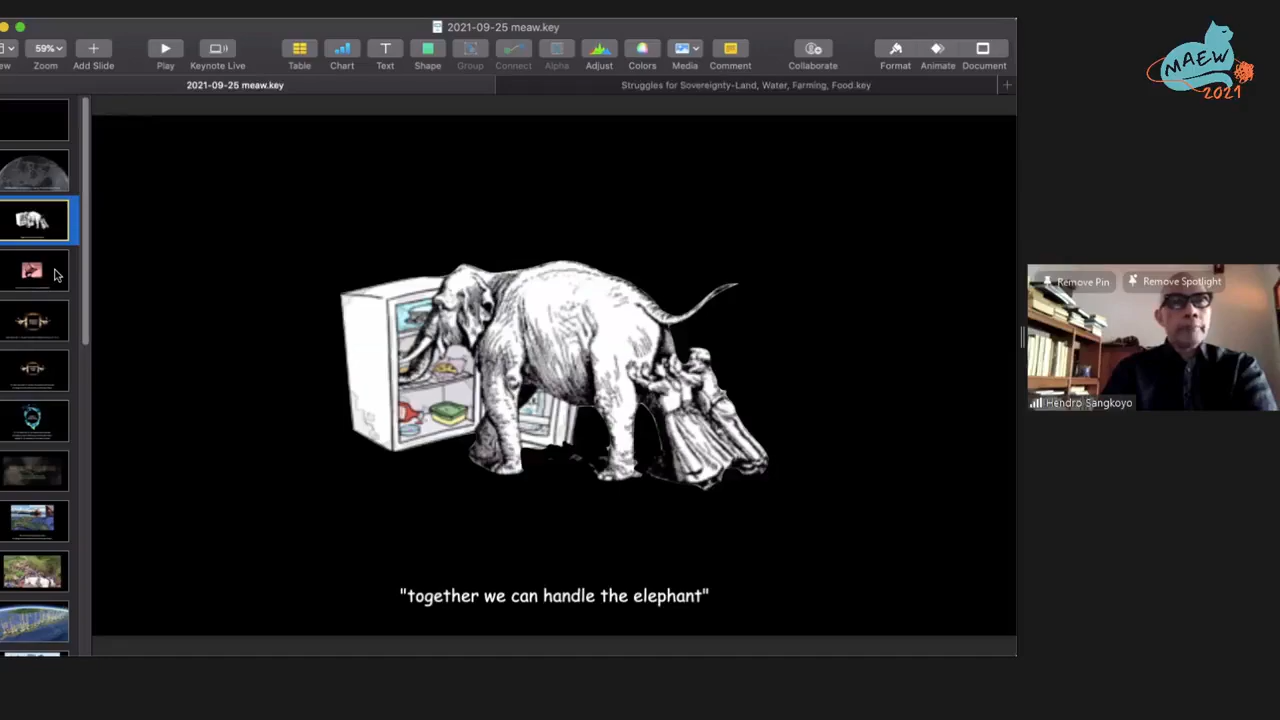 2021-09-25 meaw.key
59%
ew
Zoom
Add Slide
Play
Keynote Live
Table
Chart
Text
Shape
Group
Connect
Alpha
Adjust
Colors
Media
Comment
Collaborate
Format
Animate
Document
2021-09-25 meaw.key
Struggles for Sovereignty-Land, Water, Farming, Food.key
MAEW
2021
Remove Pin
Remove Spotlight
Hendro Sangkoyo
"together we can handle the elephant"